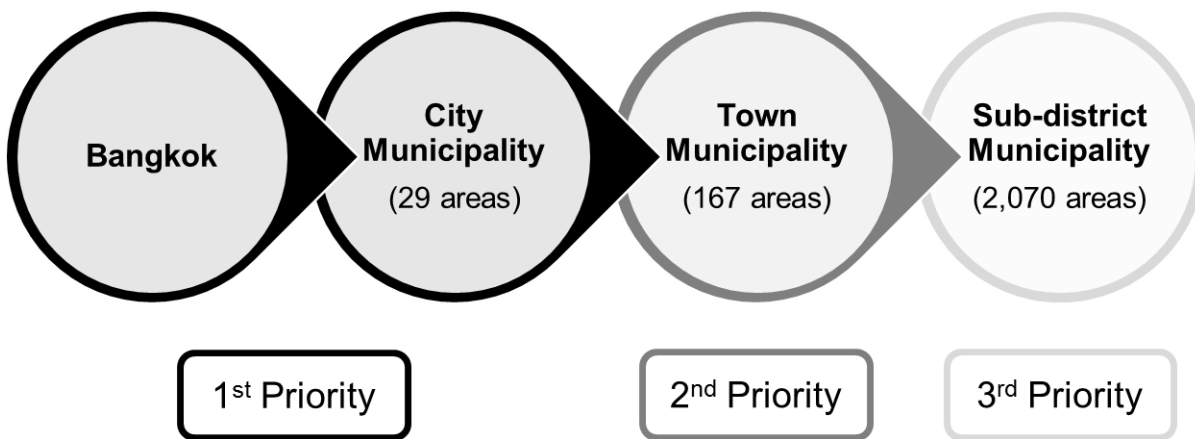 Bangkok
City
Municipality
(29 areas)
Town
Municipality
(167 areas)
Sub-district
Municipality
(2,070 areas)
1st Priority
2nd Priority
3rd Priority